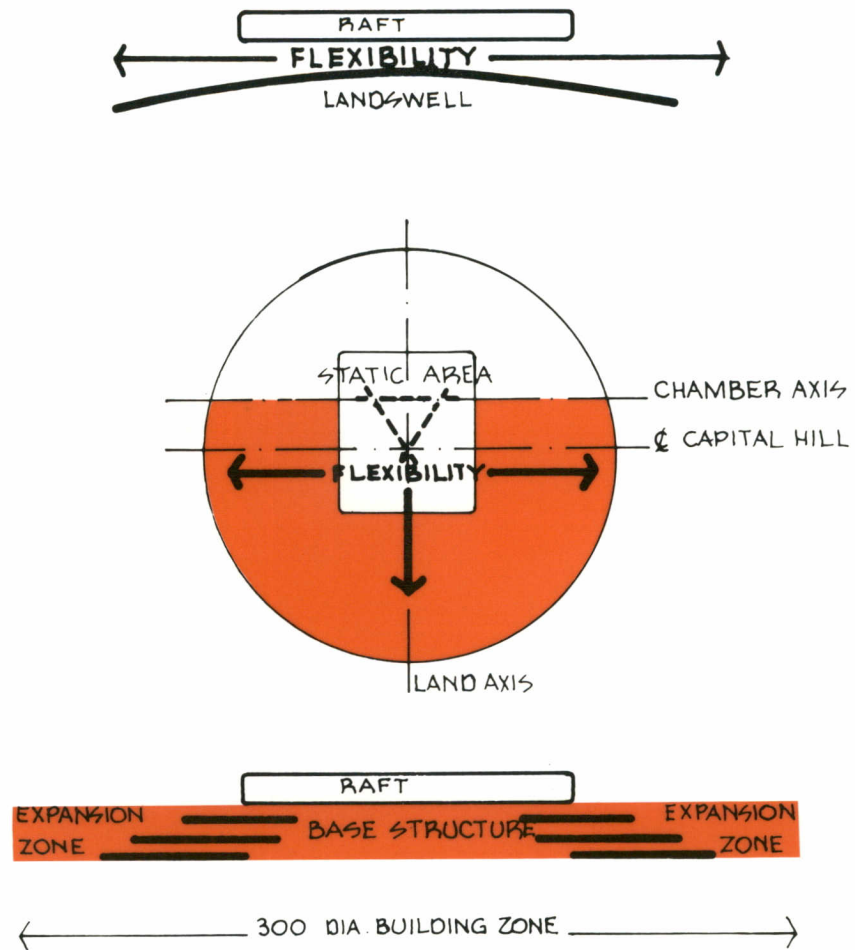 RAFT
FLEXIBILITY
LANDSWELL
STATIC AREA
CHAMBER AXIS
℄ CAPITAL HILL
FLEXIBILITY
LAND AXIS
RAFT
EXPANSION
ZONE
BASE STRUCTURE
EXPANSION
ZONE
300 DIA. BUILDING ZONE